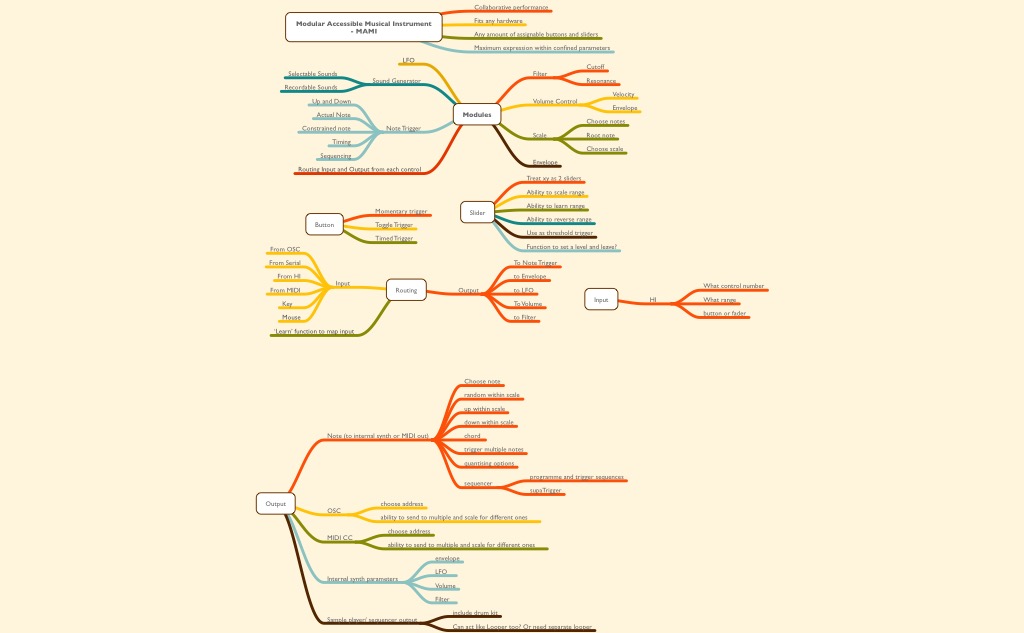 Modular Accessible Musical Instrument
- MAMI
Collaborative performance
Fits any hardware
Any amount of assignable buttons and sliders
Maximum expression within confined parameters
Modules
LFO
Sound Generator
Selectable Sounds
Recordable Sounds
Note Trigger
Up and Down
Actual Note
Constrained note
Timing
Sequencing
Routing Input and Output from each control
Filter
Cutoff
Resonance
Volume Control
Velocity
Envelope
Scale
Choose notes
Root note
Choose scale
Envelope
Button
Momentary trigger
Toggle Trigger
Timed Trigger
Slider
Treat xy as 2 sliders
Ability to scale range
Ability to learn range
Ability to reverse range
Use as threshold trigger
Function to set a level and leave?
Routing
Input
From OSC
From Serial
From HI
From MIDI
Key
Mouse
'Learn' function to map input
Output
To Note Trigger
to Envelope
to LFO
To Volume
to Filter
Input
HI
What control number
What range
button or fader
Output
Note (to internal synth or MIDI out)
Choose note
random within scale
up within scale
down within scale
chord
trigger multiple notes
quantising options
sequencer
programme and trigger sequences
supaTrigger
OSC
choose address
ability to send to multiple and scale for different ones
MIDI CC
choose address
ability to send to multiple and scale for different ones
Internal synth parameters
envelope
LFO
Volume
Filter
Sample player/ sequencer output
include drum kit
Can act like Looper too? Or need separate looper